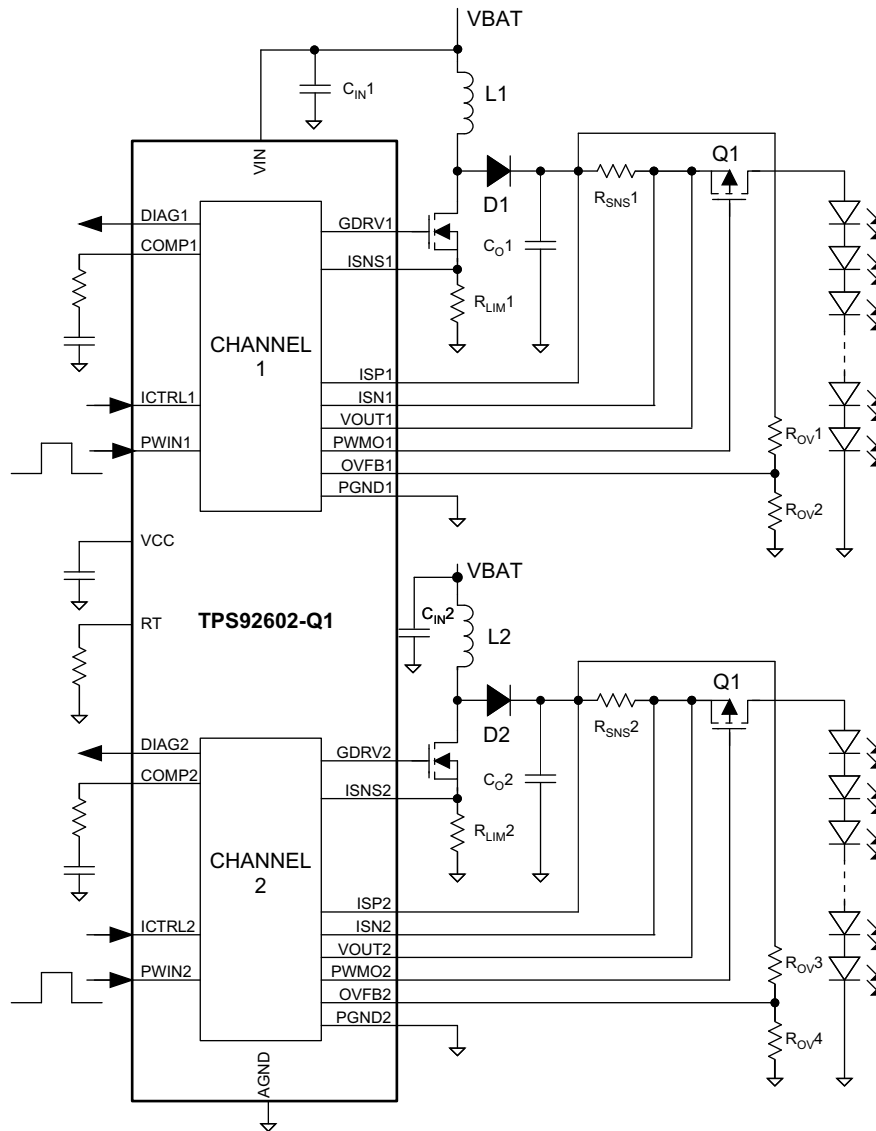 VBAT
C_IN1
L1
VIN
Q1
D1
R_SNS1
DIAG1
GDRV1
COMP1
C_O1
ISNS1
R_LIM1
CHANNEL
1
ISP1
ICTRL1
ISN1
VOUT1
R_OV1
PWIN1
PWMO1
OVFB1
PGND1
R_OV2
VCC
VBAT
C_IN2
RT
TPS92602-Q1
L2
Q1
D2
R_SNS2
DIAG2
GDRV2
COMP2
C_O2
ISNS2
R_LIM2
CHANNEL
2
ISP2
ICTRL2
ISN2
VOUT2
R_OV3
PWIN2
PWMO2
OVFB2
PGND2
R_OV4
AGND